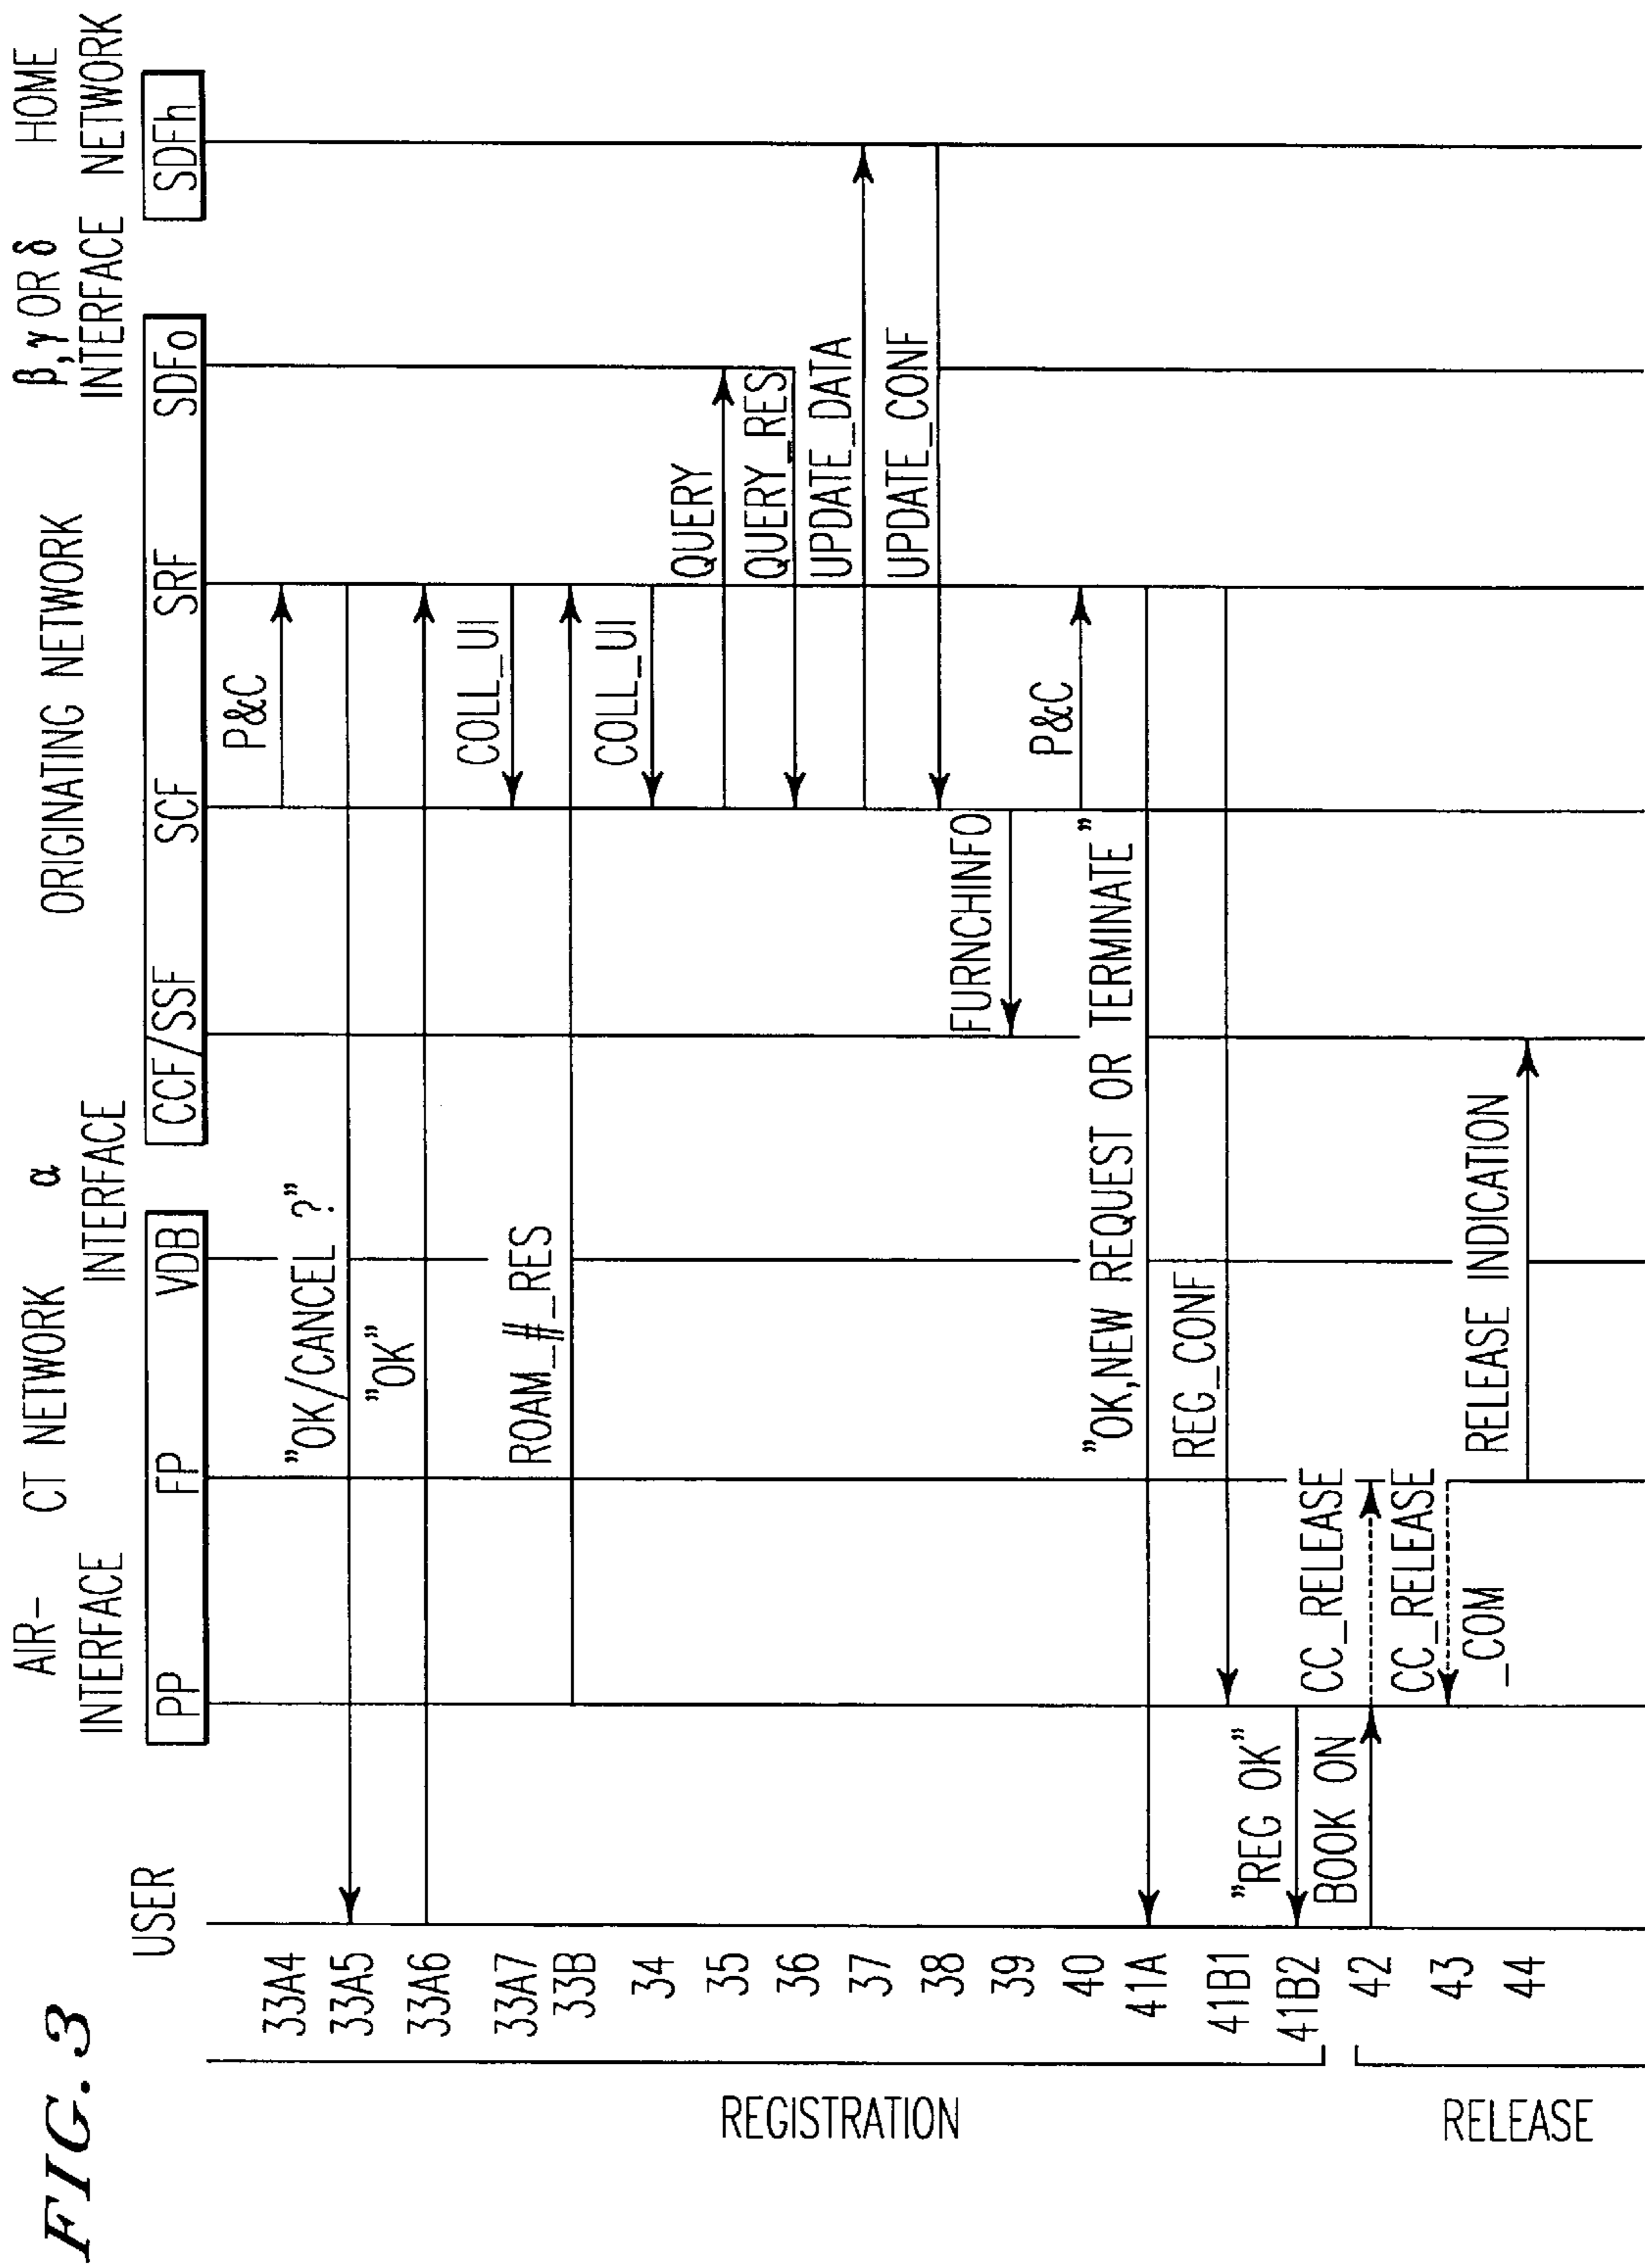 FIG. 3
USER
AIR-
INTERFACE
CT NETWORK
α
INTERFACE
ORIGINATING NETWORK
β,γ OR δ
INTERFACE
HOME
NETWORK
PP FP VDB
CCF/SSF SCF SRF SDFo
SDFh
REGISTRATION
33A4 P&C
33A5 "OK/CANCEL ?"
33A6 "OK"
33A7 COLL_UI
33B ROAM_#_RES
34 COLL_UI
35 QUERY
36 QUERY_RES
37 UPDATE_DATA
38 UPDATE_CONF
39 FURNCHINFO
40 P&C
41A "OK,NEW REQUEST OR TERMINATE"
41B1 REG_CONF
41B2 "REG OK"
RELEASE
42 BOOK ON CC_RELEASE
43 CC_RELEASE
_COM
44 RELEASE INDICATION